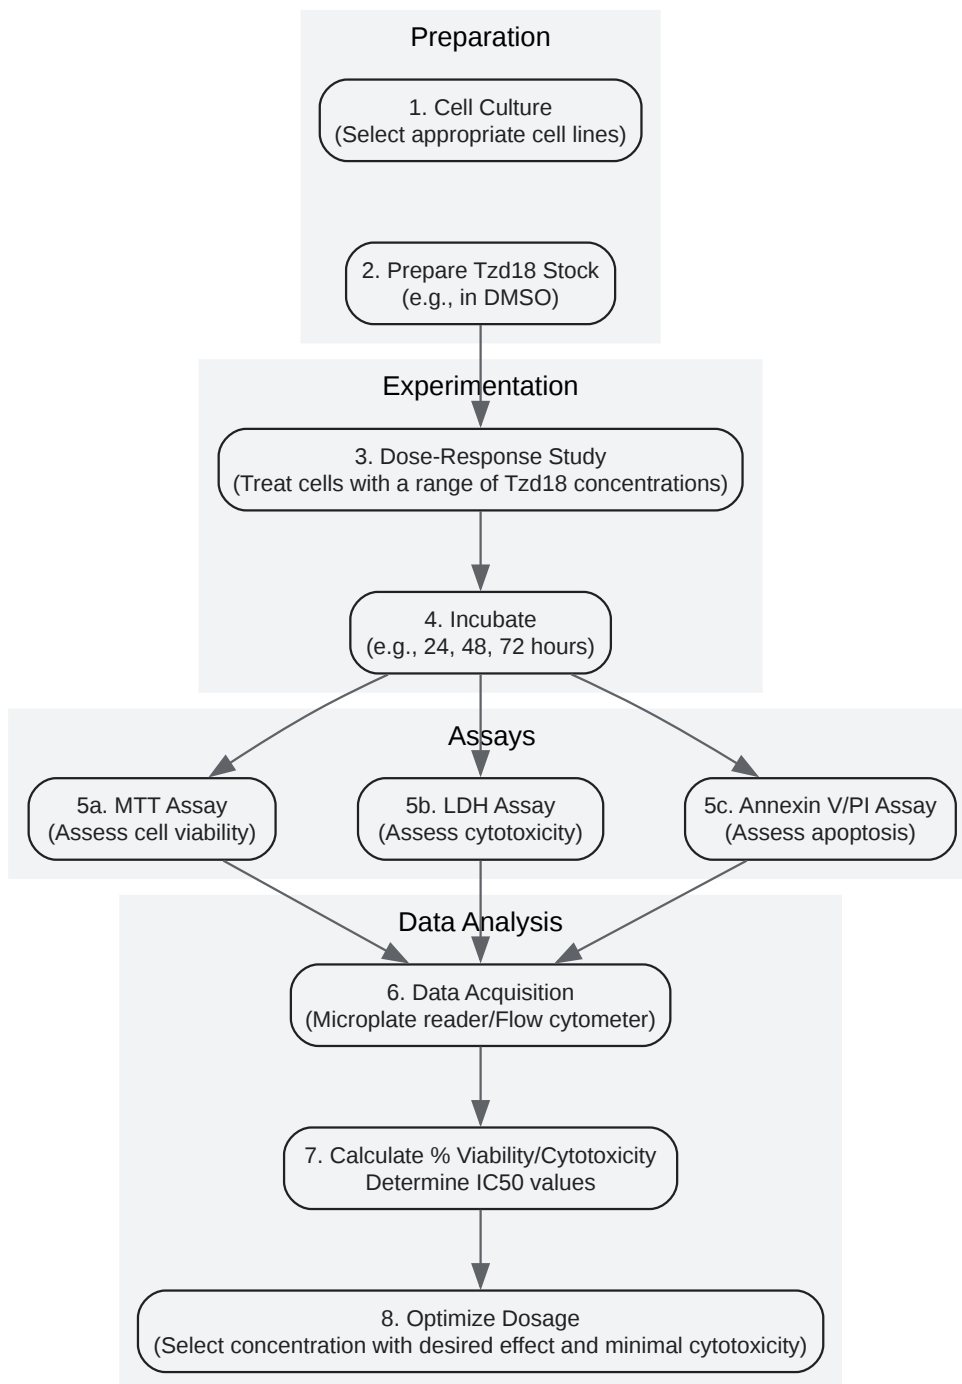 Preparation
1. Cell Culture
(Select appropriate cell lines)
2. Prepare Tzd18 Stock
(e.g., in DMSO)
Experimentation
3. Dose-Response Study
(Treat cells with a range of Tzd18 concentrations)
4. Incubate
(e.g., 24, 48, 72 hours)
Assays
5a. MTT Assay
(Assess cell viability)
5b. LDH Assay
(Assess cytotoxicity)
5c. Annexin V/PI Assay
(Assess apoptosis)
Data Analysis
6. Data Acquisition
(Microplate reader/Flow cytometer)
7. Calculate % Viability/Cytotoxicity
Determine IC50 values
8. Optimize Dosage
(Select concentration with desired effect and minimal cytotoxicity)